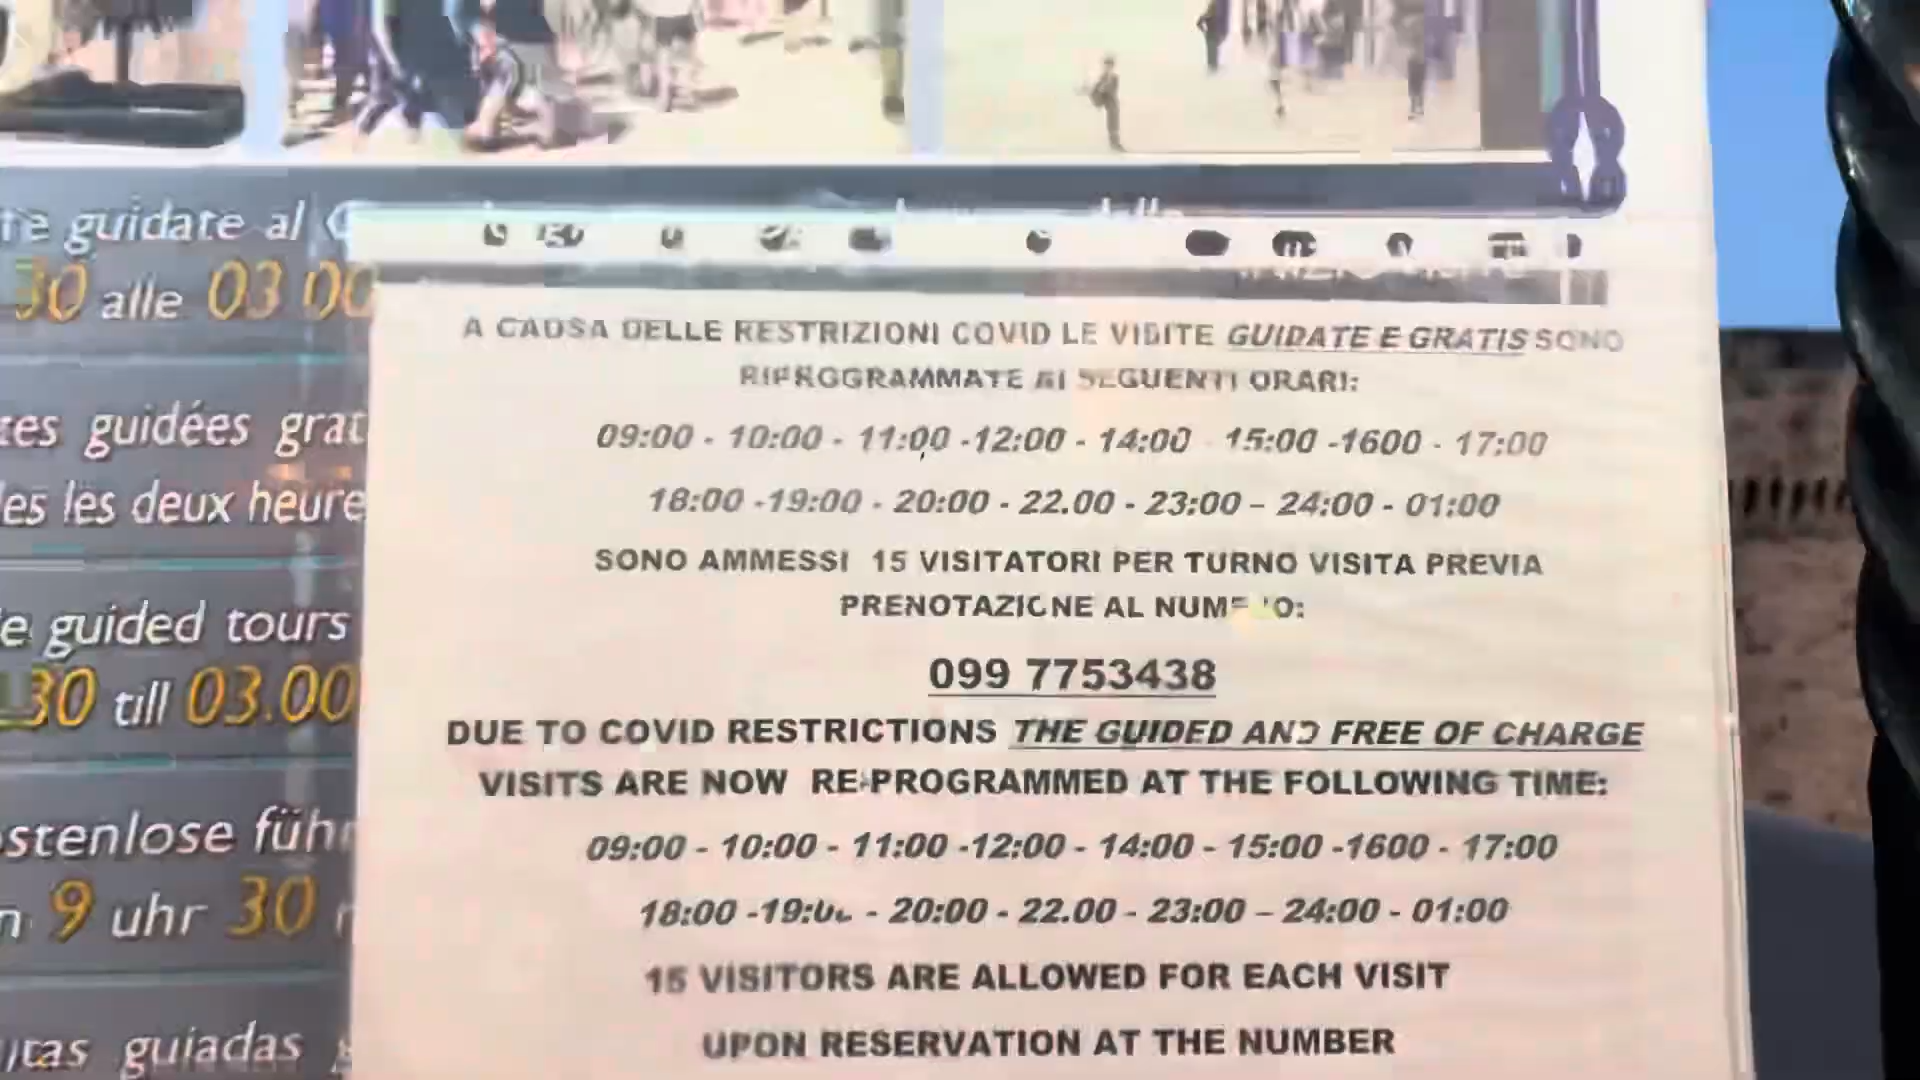 guidate al
30 alle 03 00
guidées
les deux heure
guided tours
30 till 03.00
9 uhr 30
guiadas
A CAUSA DELLE RESTRIZIONI COVID LE VISITE GUIDATE E GRATIS SONO
RIPROGRAMMATE AI SEGUENTI ORARI:
09:00 - 10:00 - 11:00 -12:00 - 14:00 - 15:00 -1600 - 17:00
18:00 -19:00 - 20:00 - 22.00 - 23:00 – 24:00 - 01:00
SONO AMMESSI 15 VISITATORI PER TURNO VISITA PREVIA
PRENOTAZIONE AL NUMERO:
099 7753438
DUE TO COVID RESTRICTIONS THE GUIDED AND FREE OF CHARGE
VISITS ARE NOW RE-PROGRAMMED AT THE FOLLOWING TIME:
09:00 - 10:00 - 11:00 -12:00 - 14:00 - 15:00 -1600 - 17:00
18:00 -19:00 - 20:00 - 22.00 - 23:00 – 24:00 - 01:00
15 VISITORS ARE ALLOWED FOR EACH VISIT
UPON RESERVATION AT THE NUMBER